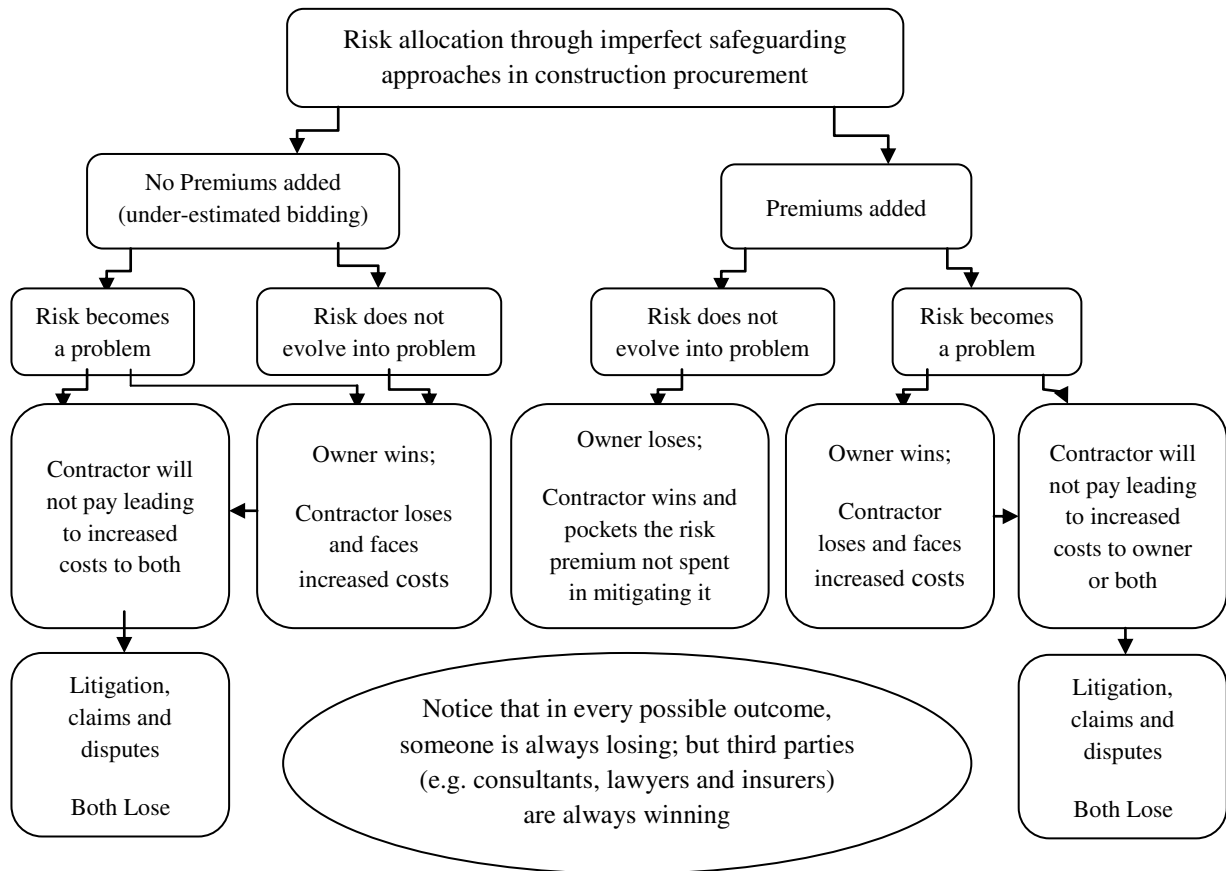 Risk allocation through imperfect safeguarding
approaches in construction procurement
No Premiums added
(under-estimated bidding)
Premiums added
Risk becomes
a problem
Risk does not
evolve into problem
Risk does not
evolve into problem
Risk becomes
a problem
Contractor will
not pay leading
to increased
costs to both
Owner wins;
Contractor loses
and faces
increased costs
Owner loses;
Contractor wins and
pockets the risk
premium not spent
in mitigating it
Owner wins;
Contractor
loses and faces
increased costs
Contractor will
not pay leading
to increased
costs to owner
or both
Litigation,
claims and
disputes
Both Lose
Notice that in every possible outcome,
someone is always losing; but third parties
(e.g. consultants, lawyers and insurers)
are always winning
Litigation,
claims and
disputes
Both Lose